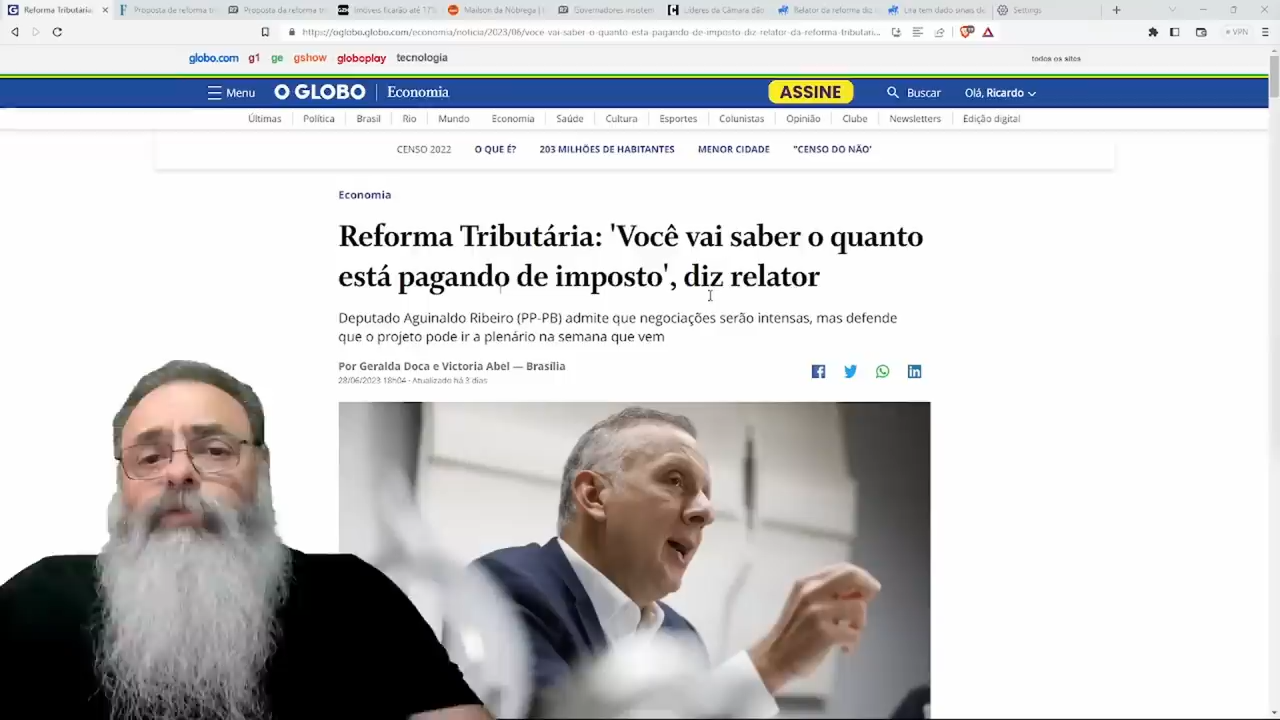 Reforma Tributária:
Proposta de reforma tri
Proposta da reforma tri
Imóveis ficarão até 17%
Maílson da Nóbrega |
Governadores insistem
Líderes da Câmara dão
Relator da reforma diz
Lira tem dado sinais de
Settings
https://oglobo.globo.com/economia/noticia/2023/06/voce-vai-saber-o-quanto-esta-pagando-de-imposto-diz-relator-da-reforma-tributari...
VPN
globo.com g1 ge gshow globoplay tecnologia
todos os sites
Menu O GLOBO | Economia ASSINE Buscar Olá, Ricardo
Últimas Política Brasil Rio Mundo Economia Saúde Cultura Esportes Colunistas Opinião Clube Newsletters Edição digital
CENSO 2022 O QUE É? 203 MILHÕES DE HABITANTES MENOR CIDADE "CENSO DO NÃO"
Economia
Reforma Tributária: 'Você vai saber o quanto
está pagando de imposto', diz relator
Deputado Aguinaldo Ribeiro (PP-PB) admite que negociações serão intensas, mas defende
que o projeto pode ir a plenário na semana que vem
Por Geralda Doca e Victoria Abel — Brasília
28/06/2023 18h04 · Atualizado há 3 dias